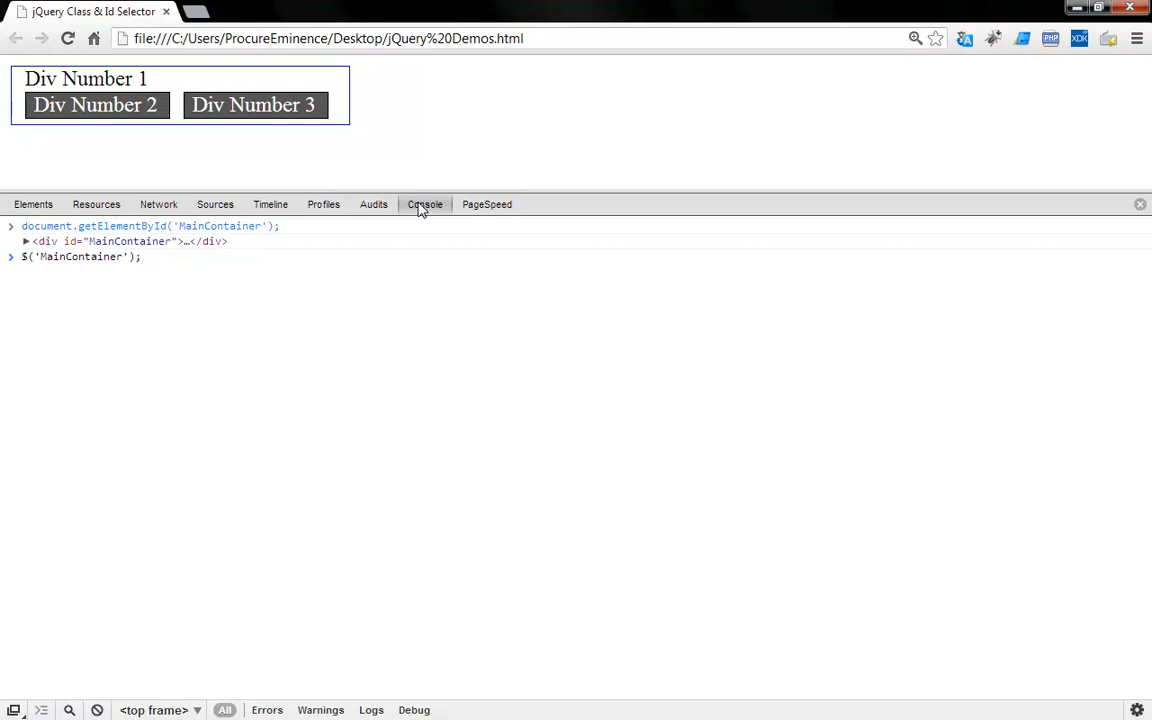 jQuery Class & Id Selector
file:///C:/Users/ProcureEminence/Desktop/jQuery%20Demos.html
PHP
XDK
Div Number 1
Div Number 2 Div Number 3
Elements Resources Network Sources Timeline Profiles Audits Console PageSpeed
document.getElementById('MainContainer');
<div id="MainContainer">…</div>
$('MainContainer');
<top frame> All Errors Warnings Logs Debug